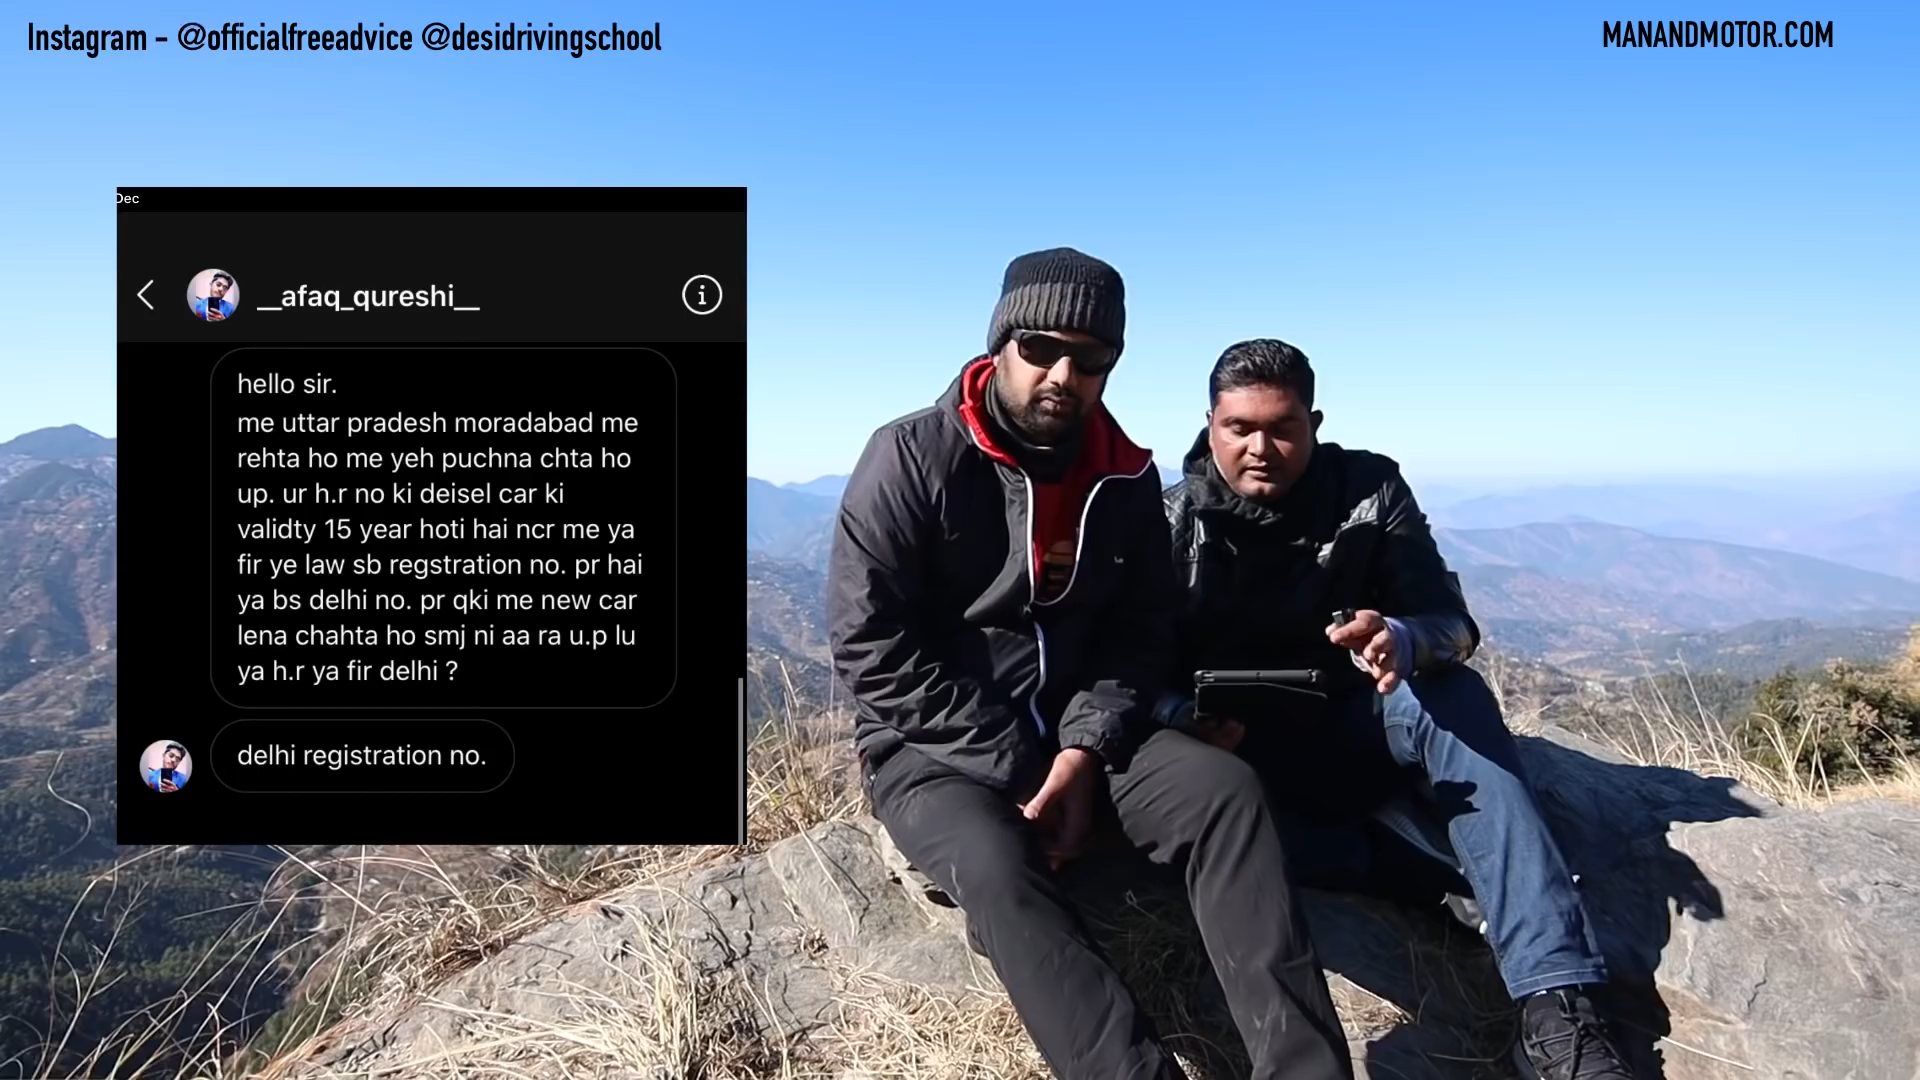 Instagram - @officialfreeadvice @desidrivingschool
MANANDMOTOR.COM
Dec
__afaq_qureshi__
hello sir.
me uttar pradesh moradabad me
rehta ho me yeh puchna chta ho
up. ur h.r no ki deisel car ki
validty 15 year hoti hai ncr me ya
fir ye law sb regstration no. pr hai
ya bs delhi no. pr qki me new car
lena chahta ho smj ni aa ra u.p lu
ya h.r ya fir delhi ?
delhi registration no.